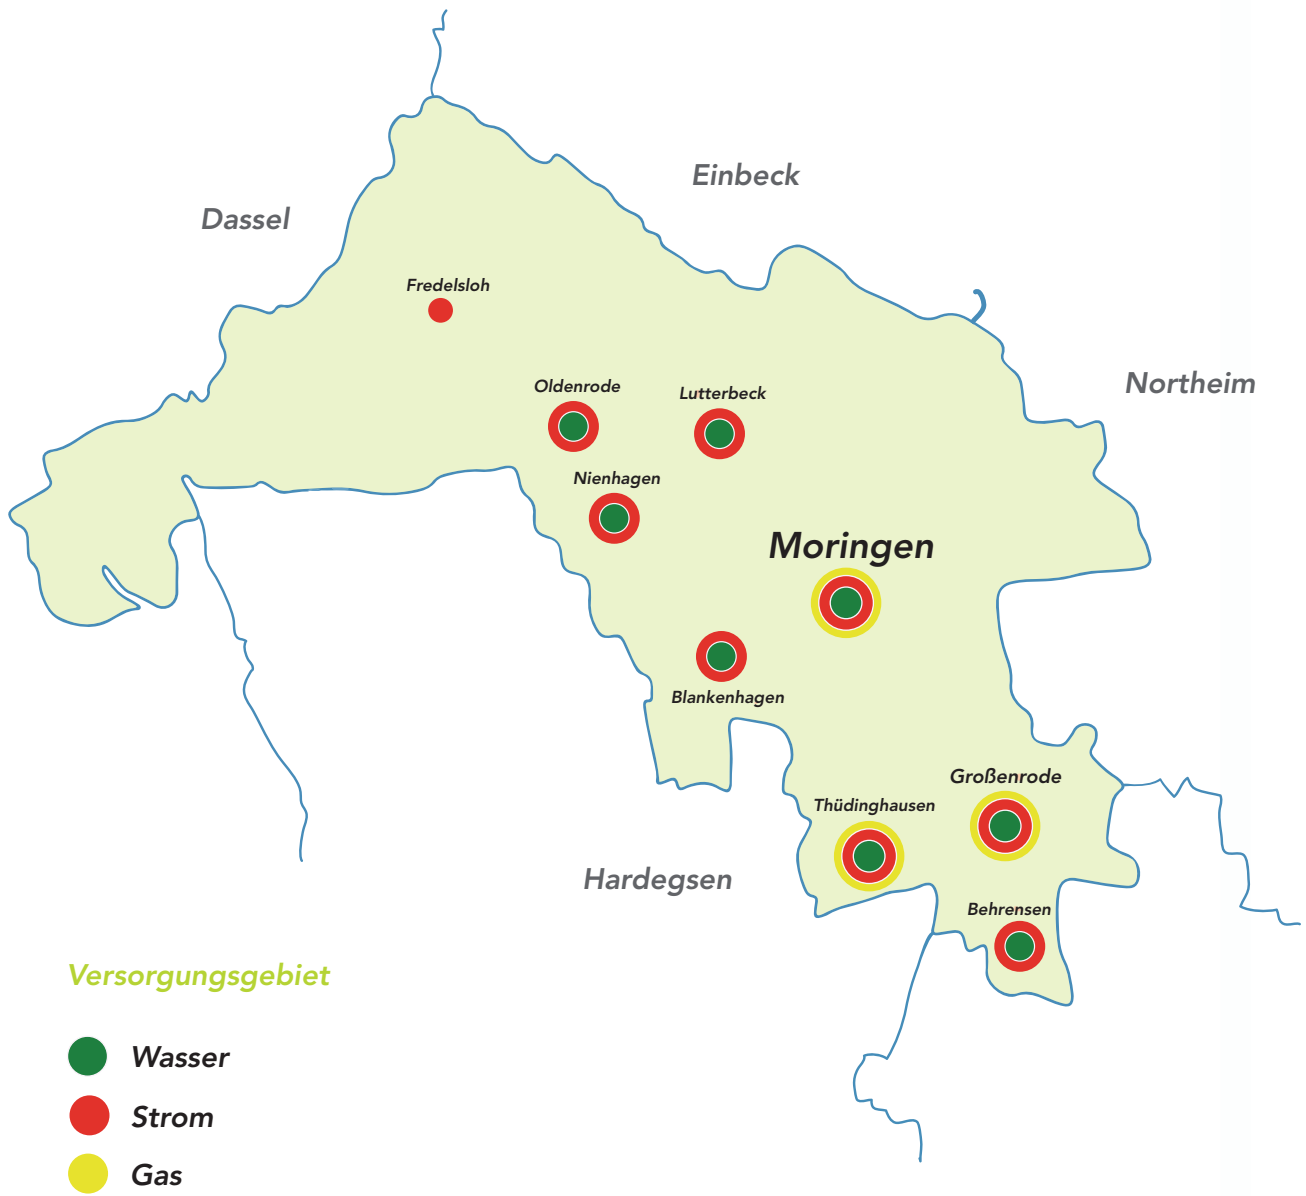 Einbeck
Dassel
Fredelsloh
Northeim
Oldenrode
Lutterbeck
Nienhagen
Moringen
Blankenhagen
Großenrode
Thüdinghausen
Hardegsen
Behrensen
Versorgungsgebiet
Wasser
Strom
Gas